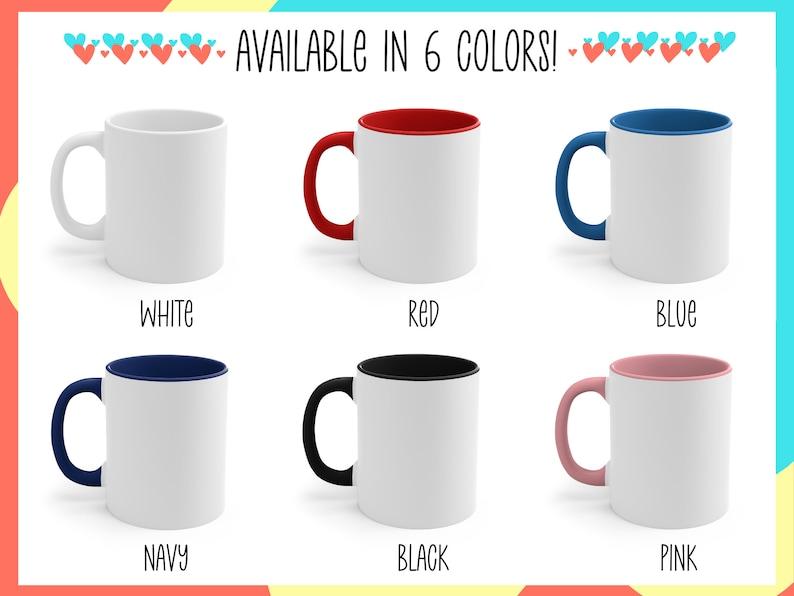 AVAILABLE IN 6 COLORS!
WHITE
RED
BLUE
NAVY
BLACK
PINK